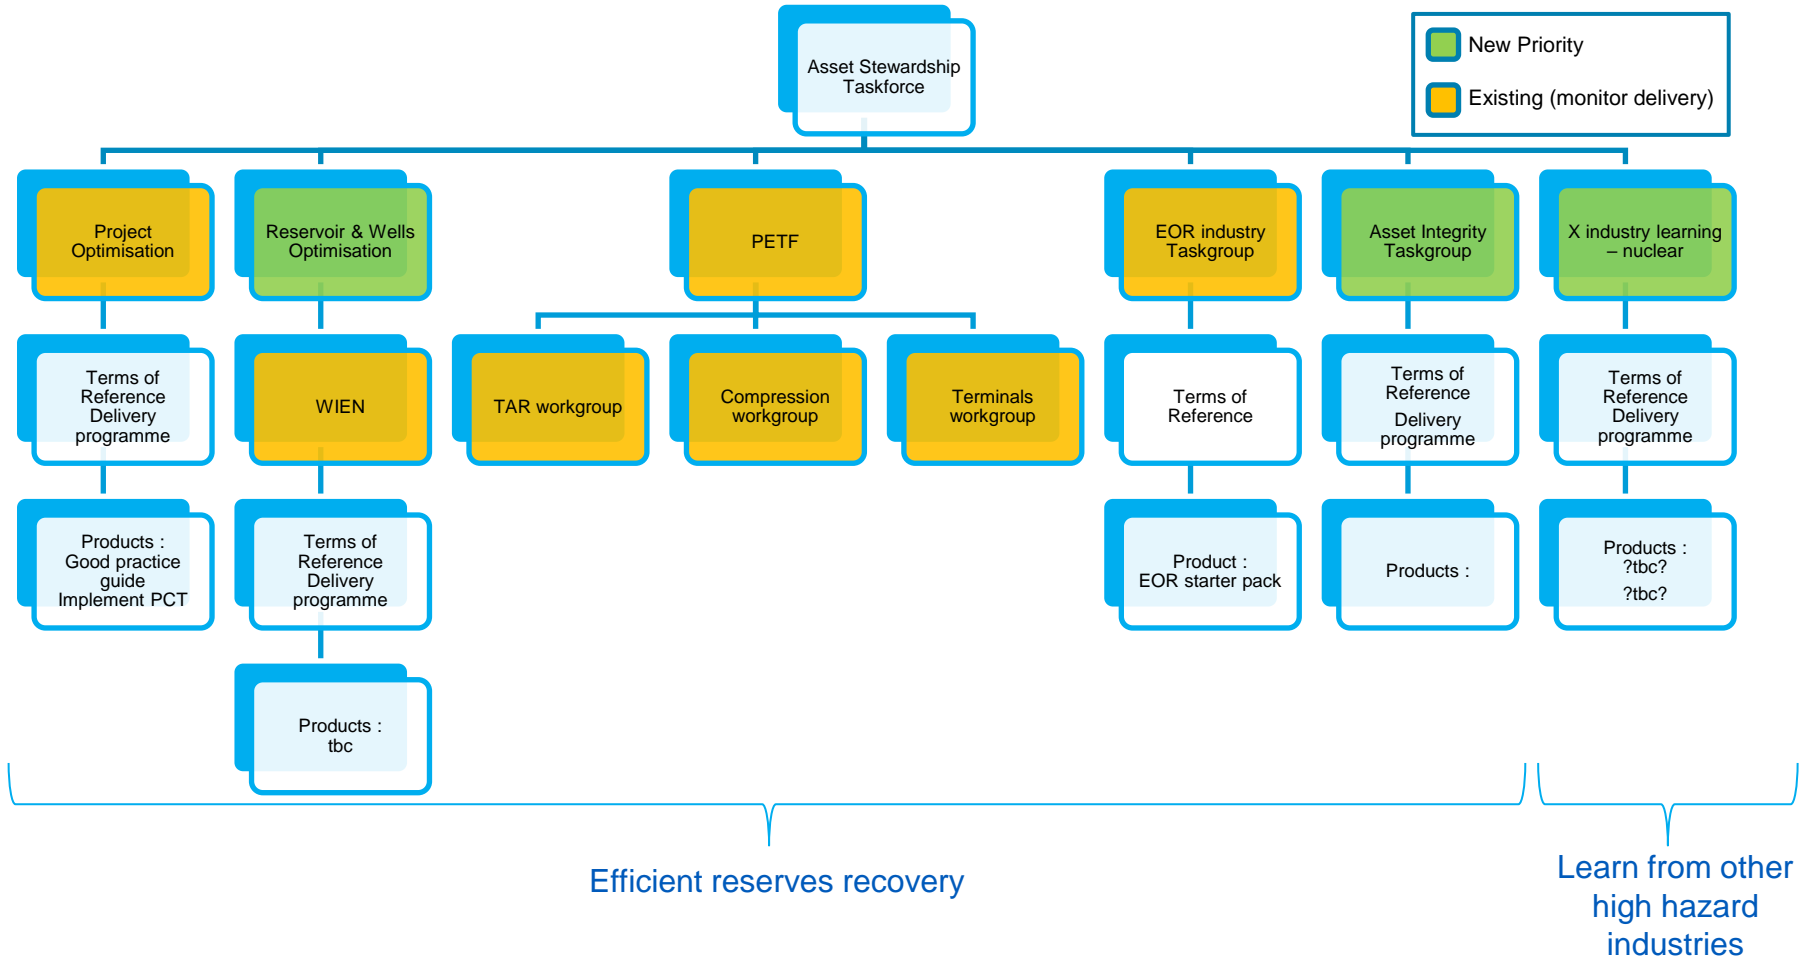 Asset Stewardship
Taskforce
New Priority
Existing (monitor delivery)
Project
Optimisation
Reservoir & Wells
Optimisation
PETF
EOR industry
Taskgroup
Asset Integrity
Taskgroup
X industry learning
– nuclear
Terms of
Reference
Delivery
programme
WIEN
TAR workgroup
Compression
workgroup
Terminals
workgroup
Terms of
Reference
Terms of
Reference
Delivery
programme
Terms of
Reference
Delivery
programme
Products :
Good practice
guide
Implement PCT
Terms of
Reference
Delivery
programme
Product :
EOR starter pack
Products :
Products :
?tbc?
?tbc?
Products :
tbc
Efficient reserves recovery
Learn from other
high hazard
industries